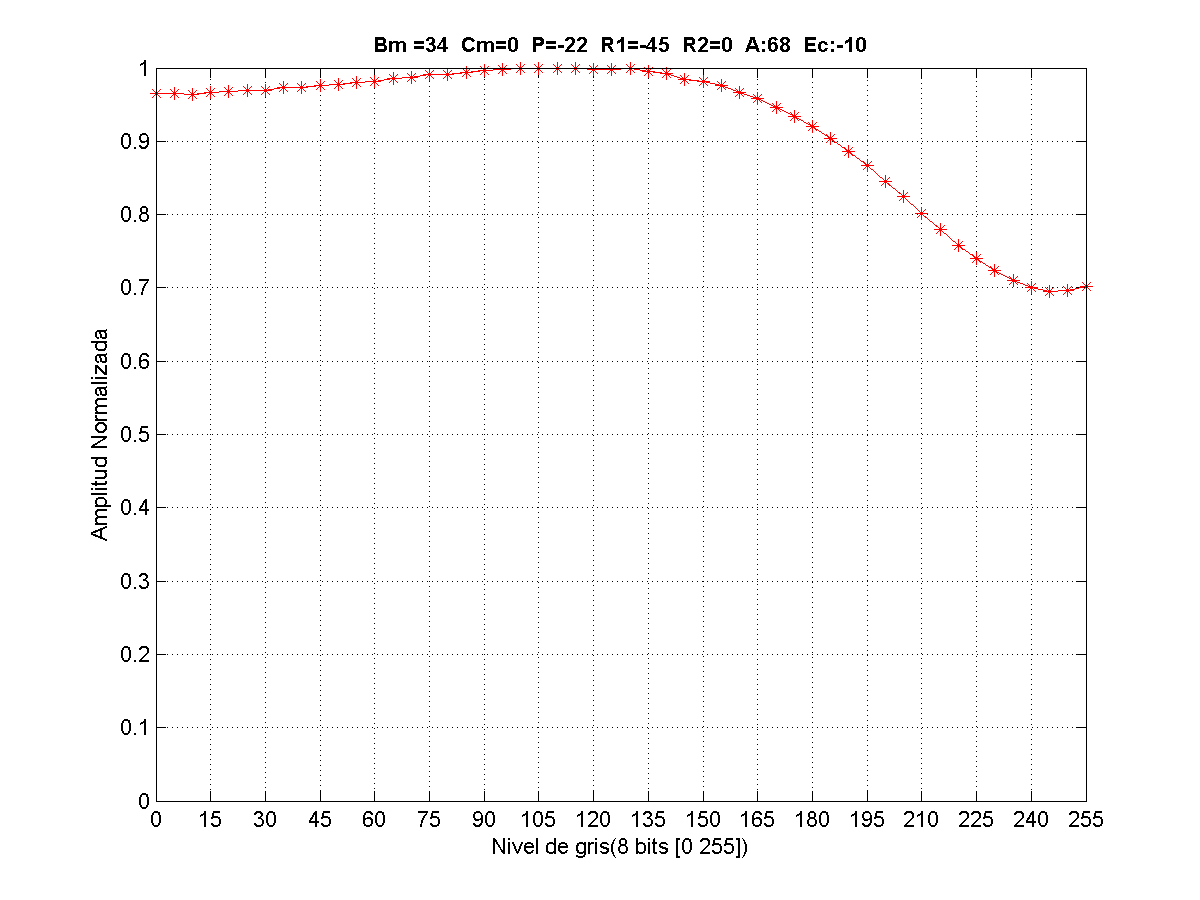 Bm =34  Cm=0  P=-22  R1=-45  R2=0  A:68  Ec:-10
1
0.9
0.8
0.7
0.6
0.5
0.4
0.3
0.2
0.1
0
Amplitud Normalizada
0 15 30 45 60 75 90 105 120 135 150 165 180 195 210 225 240 255
Nivel de gris(8 bits [0 255])